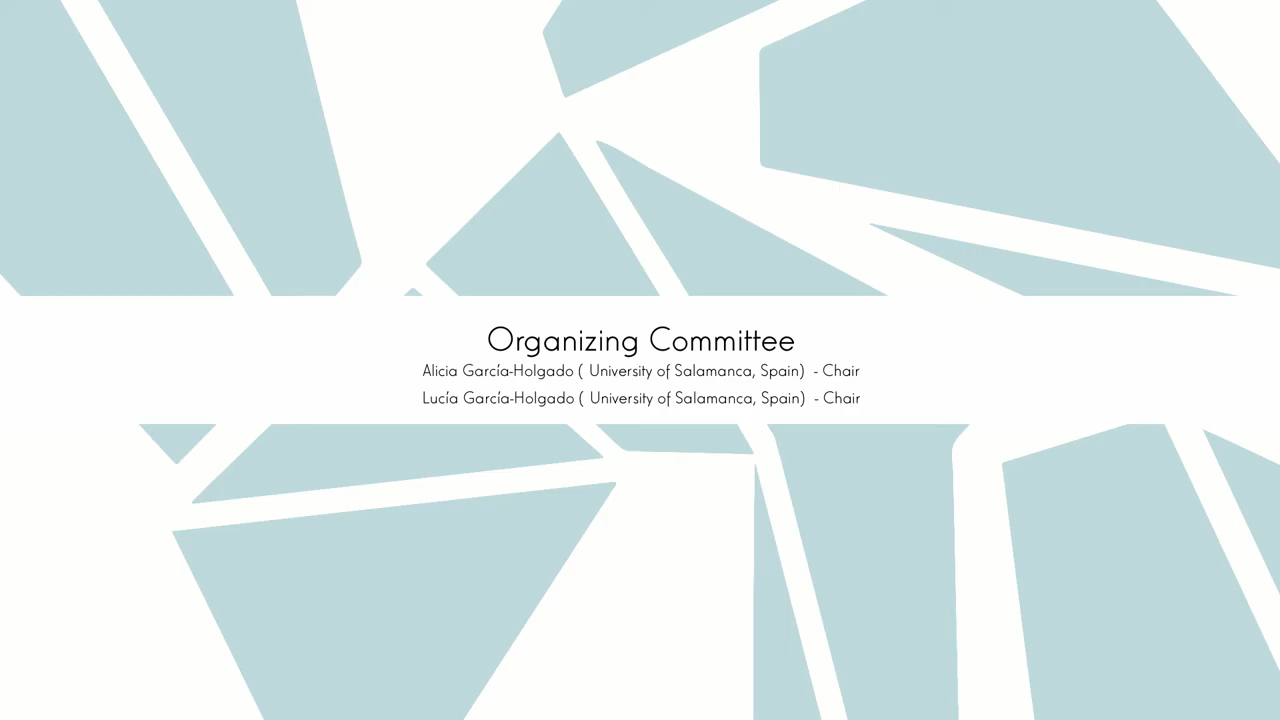 Organizing Committee
Alicia García-Holgado ( University of Salamanca, Spain)  - Chair
Lucía García-Holgado ( University of Salamanca, Spain)  - Chair